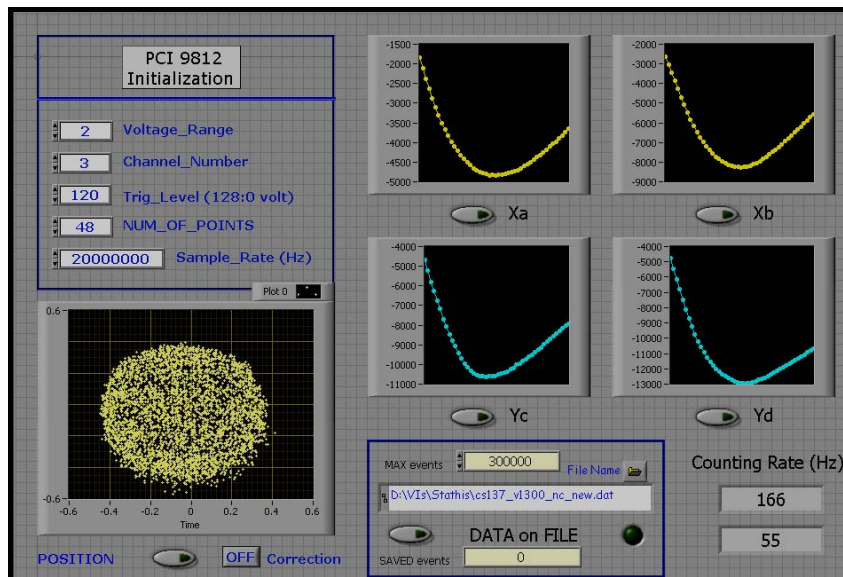 PCI 9812
Initialization
2 Voltage_Range
3 Channel_Number
120 Trig_Level (128:0 volt)
48 NUM_OF_POINTS
20000000 Sample_Rate (Hz)
Plot 0
0.6
-0.6
-0.6 -0.4 -0.2 0.0 0.2 0.4 0.6
Time
POSITION OFF Correction
-1500
-2000
-2500
-3000
-3500
-4000
-4500
-5000
Xa
-2000
-3000
-4000
-5000
-6000
-7000
-8000
-9000
Xb
-4000
-5000
-6000
-7000
-8000
-9000
-10000
-11000
Yc
-4000
-5000
-6000
-7000
-8000
-9000
-10000
-11000
-12000
-13000
Yd
MAX events 300000 File Name
D:\VIs\Stathis\cs137_v1300_nc_new.dat
DATA on FILE
SAVED events 0
Counting Rate (Hz)
166
55